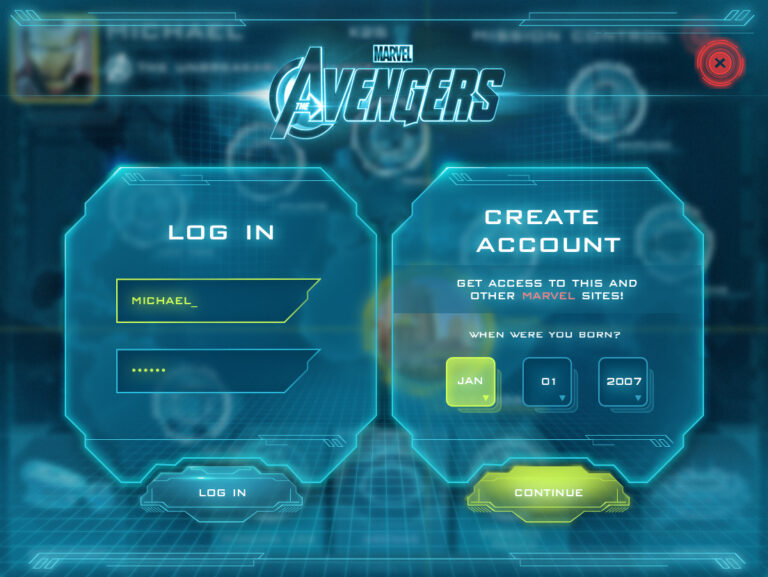 MICHAEL
MISSION CONTROL
MARVEL
THE AVENGERS
LOG IN
MICHAEL_
••••••
LOG IN
CREATE
ACCOUNT
GET ACCESS TO THIS AND
OTHER MARVEL SITES!
WHEN WERE YOU BORN?
JAN
01
2007
CONTINUE